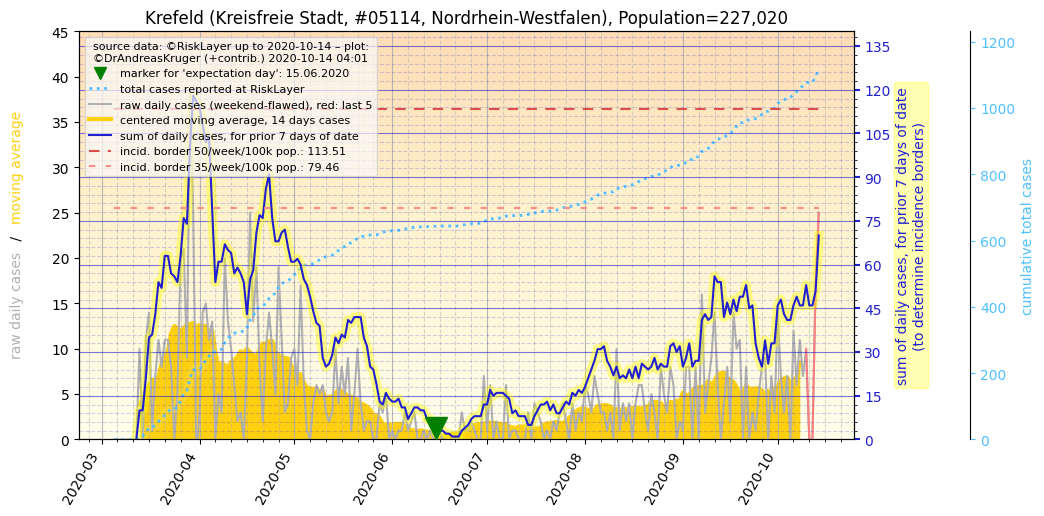 Krefeld (Kreisfreie Stadt, #05114, Nordrhein-Westfalen), Population=227,020
source data: ©RiskLayer up to 2020-10-14 – plot:
©DrAndreasKruger (+contrib.) 2020-10-14 04:01
marker for 'expectation day': 15.06.2020
total cases reported at RiskLayer
raw daily cases (weekend-flawed), red: last 5
centered moving average, 14 days cases
sum of daily cases, for prior 7 days of date
incid. border 50/week/100k pop.: 113.51
incid. border 35/week/100k pop.: 79.46
raw daily cases / moving average
45
40
35
30
25
20
15
10
5
0
2020-03
2020-04
2020-05
2020-06
2020-07
2020-08
2020-09
2020-10
135
120
105
90
75
60
45
30
15
0
sum of daily cases, for prior 7 days of date
(to determine incidence borders)
1200
1000
800
600
400
200
0
cumulative total cases